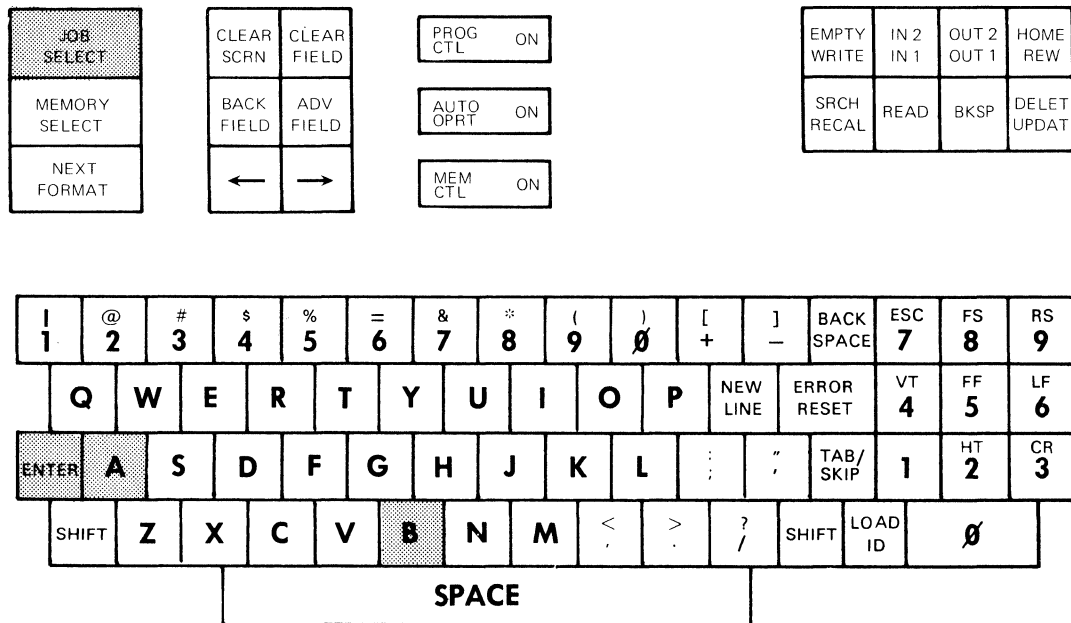 JOB SELECT
MEMORY SELECT
NEXT FORMAT
CLEAR SCRN
CLEAR FIELD
BACK FIELD
ADV FIELD
← →
PROG CTL ON
AUTO OPRT ON
MEM CTL ON
EMPTY WRITE
IN 2 IN 1
OUT 2 OUT 1
HOME REW
SRCH RECAL
READ
BKSP
DELET UPDAT
| 1 @ 2 # 3 $ 4 % 5 = 6 & 7 * 8 ( 9 ) Ø [ + ] – BACK SPACE ESC 7 FS 8 RS 9
Q W E R T Y U I O P NEW LINE ERROR RESET VT 4 FF 5 LF 6
ENTER A S D F G H J K L : ; " ' TAB/ SKIP 1 HT 2 CR 3
SHIFT Z X C V B N M < , > . ? / SHIFT LOAD ID Ø
SPACE